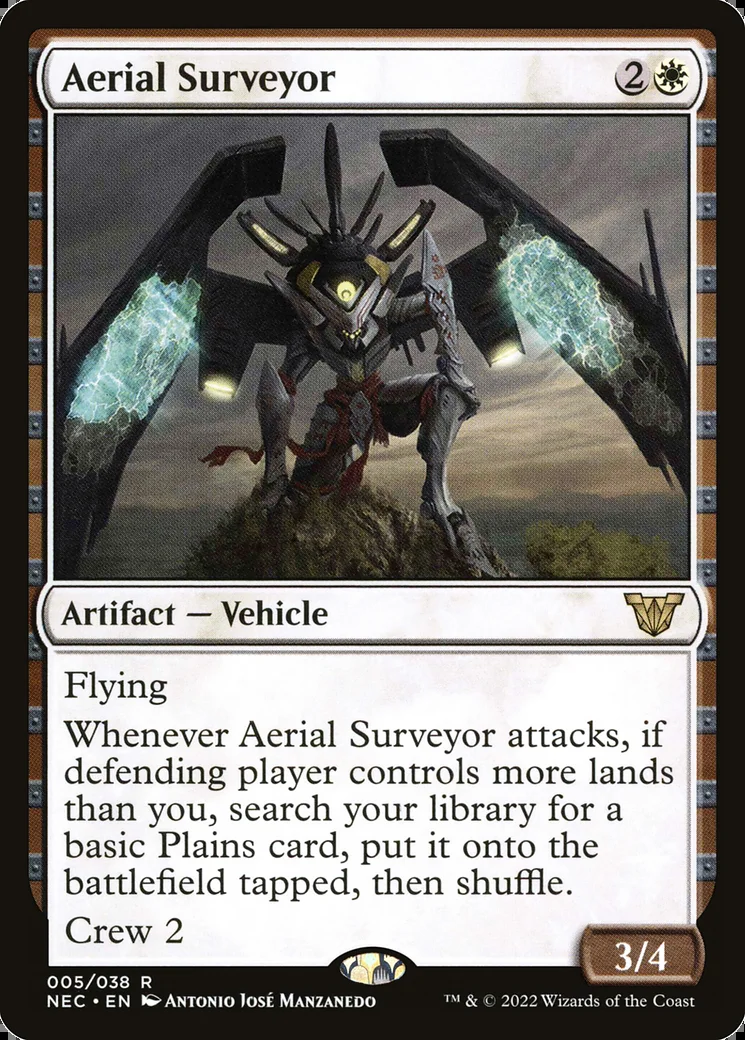 Aerial Surveyor 2
Artifact — Vehicle
Flying
Whenever Aerial Surveyor attacks, if
defending player controls more lands
than you, search your library for a
basic Plains card, put it onto the
battlefield tapped, then shuffle.
Crew 2
3/4
005/038 R
NEC • EN Antonio José Manzanedo ™ & © 2022 Wizards of the Coast